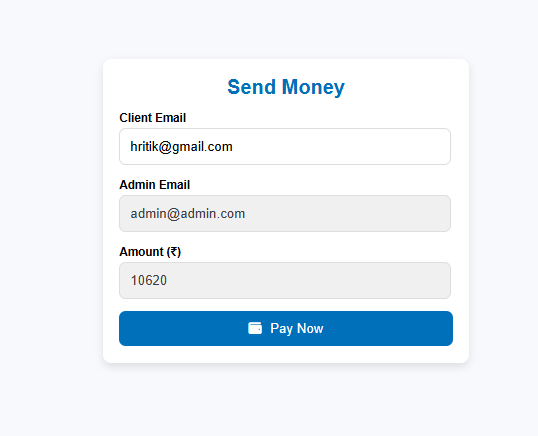 Send Money
Client Email
hritik@gmail.com
Admin Email
admin@admin.com
Amount (₹)
10620
Pay Now